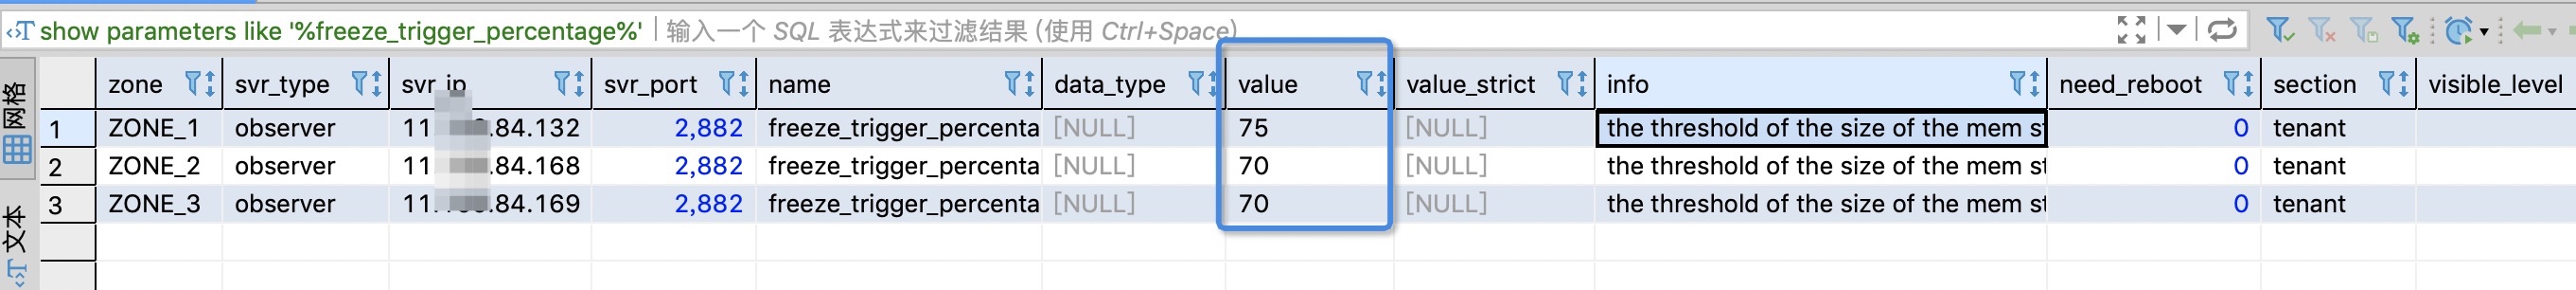 show parameters like '%freeze_trigger_percentage%' 输入一个 SQL 表达式来过滤结果 (使用 Ctrl+Space)
网格
文本
zone svr_type svr_ip svr_port name data_type value value_strict info need_reboot section visible_level
1 ZONE_1 observer 11 .84.132 2,882 freeze_trigger_percenta [NULL] 75 [NULL] the threshold of the size of the mem st 0 tenant
2 ZONE_2 observer 11 .84.168 2,882 freeze_trigger_percenta [NULL] 70 [NULL] the threshold of the size of the mem st 0 tenant
3 ZONE_3 observer 11. .84.169 2,882 freeze_trigger_percenta [NULL] 70 [NULL] the threshold of the size of the mem st 0 tenant